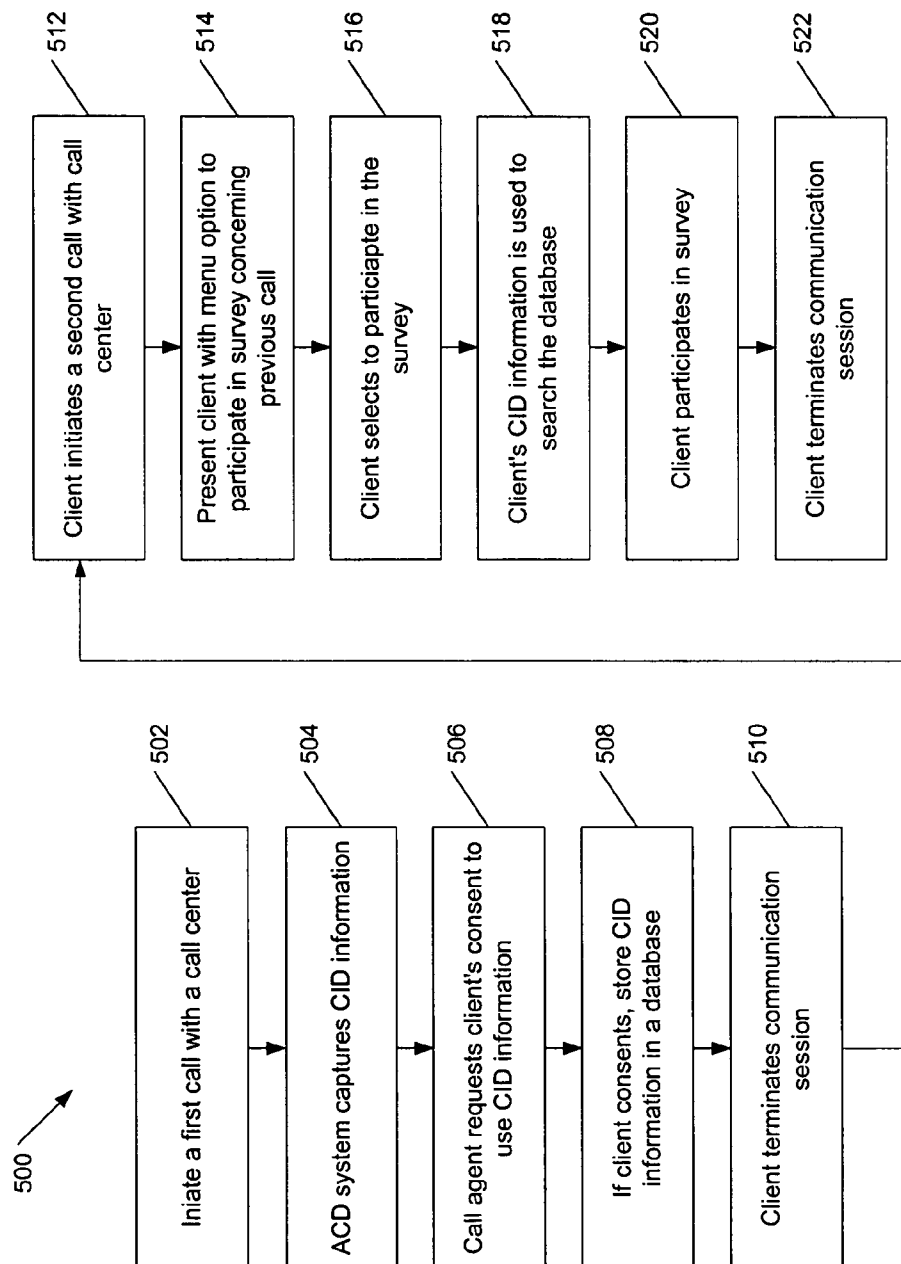 500
502
Iniate a first call with a call center
504
ACD system captures CID information
506
Call agent requests client's consent to
use CID information
508
If client consents, store CID
information in a database
510
Client terminates communication
session
512
Client initiates a second call with call
center
514
Present client with menu option to
participate in survey concerning
previous call
516
Client selects to particiapte in the
survey
518
Client's CID information is used to
search the database
520
Client participates in survey
522
Client terminates communication
session